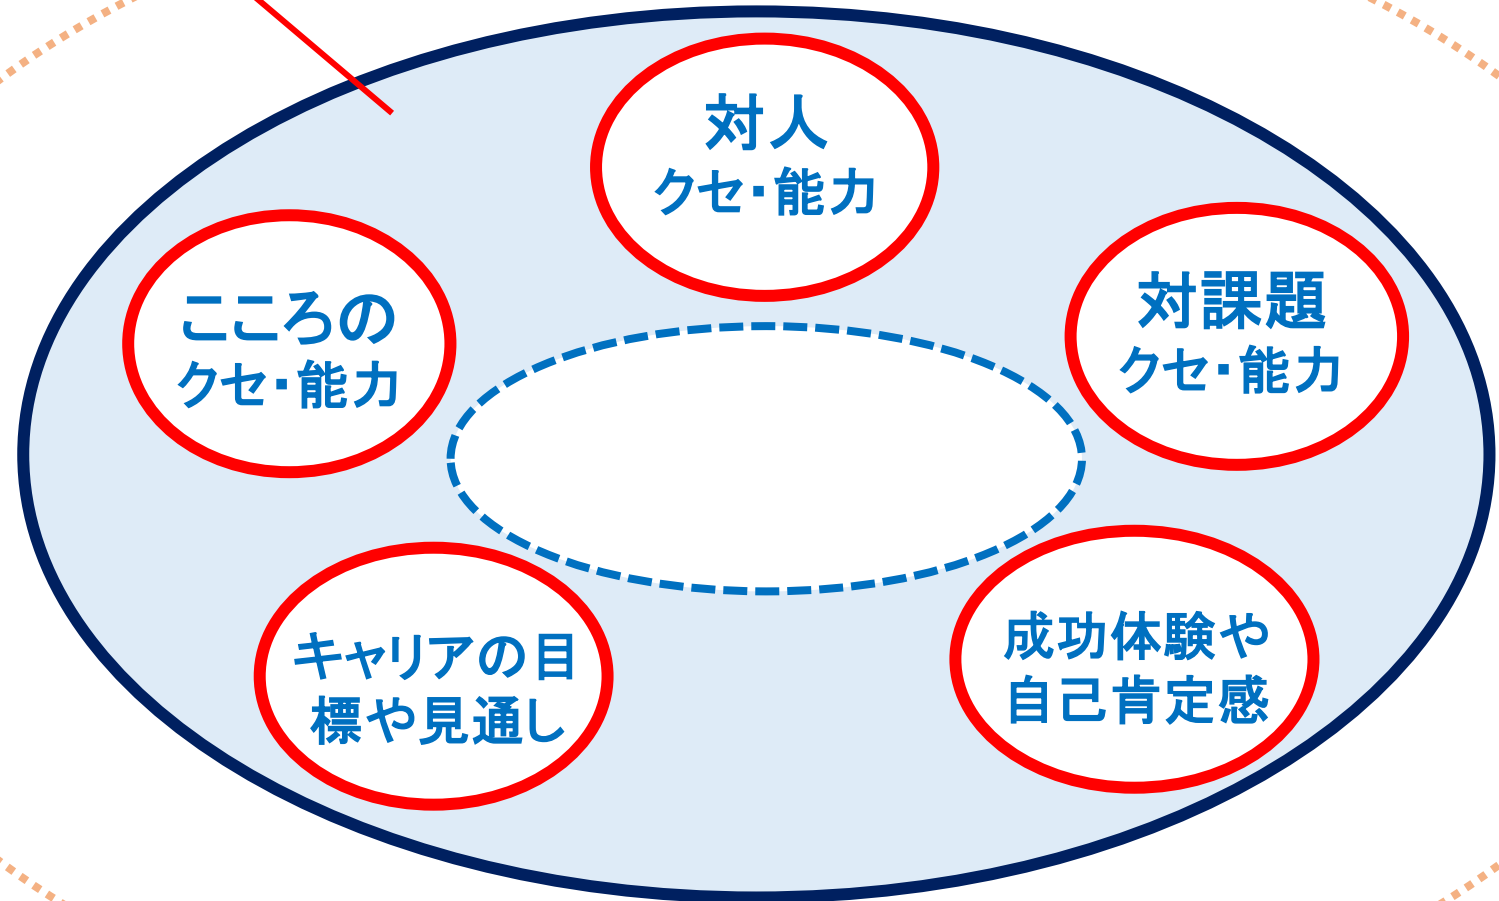 対人
クセ・能力
こころの
クセ・能力
対課題
クセ・能力
キャリアの目
標や見通し
成功体験や
自己肯定感